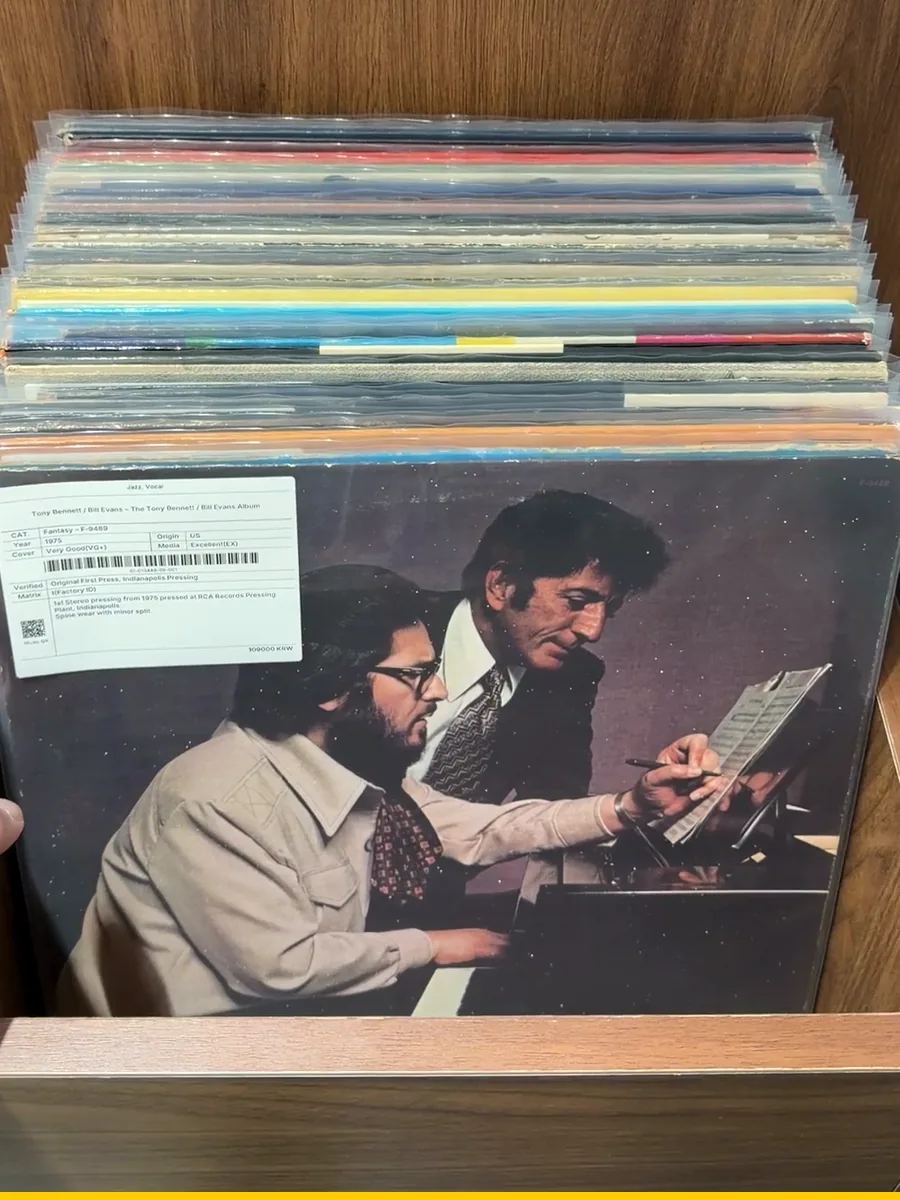 Jazz, Vocal
Tony Bennett / Bill Evans – The Tony Bennett / Bill Evans Album
CAT. Fantasy – F-9489
Year 1975 Origin US
Cover Very Good(VG+) Media Excellent(EX)
Verified Original First Press, Indianapolis Pressing
Matrix I(Factory ID)
1st Stereo pressing from 1975 pressed at RCA Records Pressing
Plant, Indianapolis.
Spine wear with minor split.
109000 KRW
F-9489